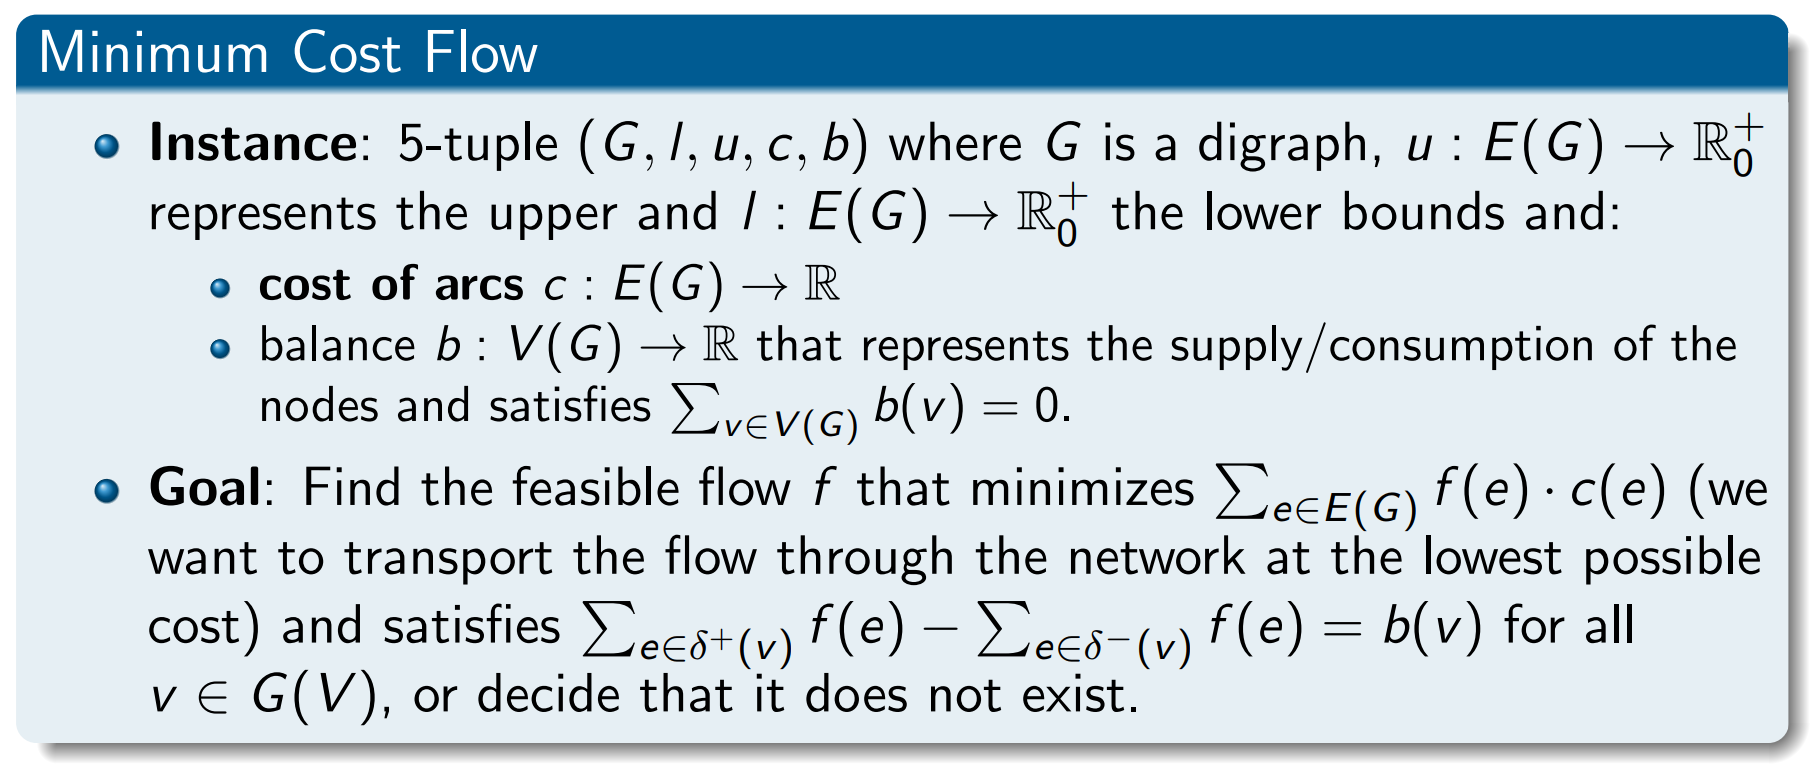 Minimum Cost Flow
Instance: 5-tuple (G, l, u, c, b) where G is a digraph, u : E(G) → ℝ₀⁺
represents the upper and l : E(G) → ℝ₀⁺ the lower bounds and:
cost of arcs c : E(G) → ℝ
balance b : V(G) → ℝ that represents the supply/consumption of the
nodes and satisfies ∑_{v∈V(G)} b(v) = 0.
Goal: Find the feasible flow f that minimizes ∑_{e∈E(G)} f(e) · c(e) (we
want to transport the flow through the network at the lowest possible
cost) and satisfies ∑_{e∈δ⁺(v)} f(e) − ∑_{e∈δ⁻(v)} f(e) = b(v) for all
v ∈ G(V), or decide that it does not exist.